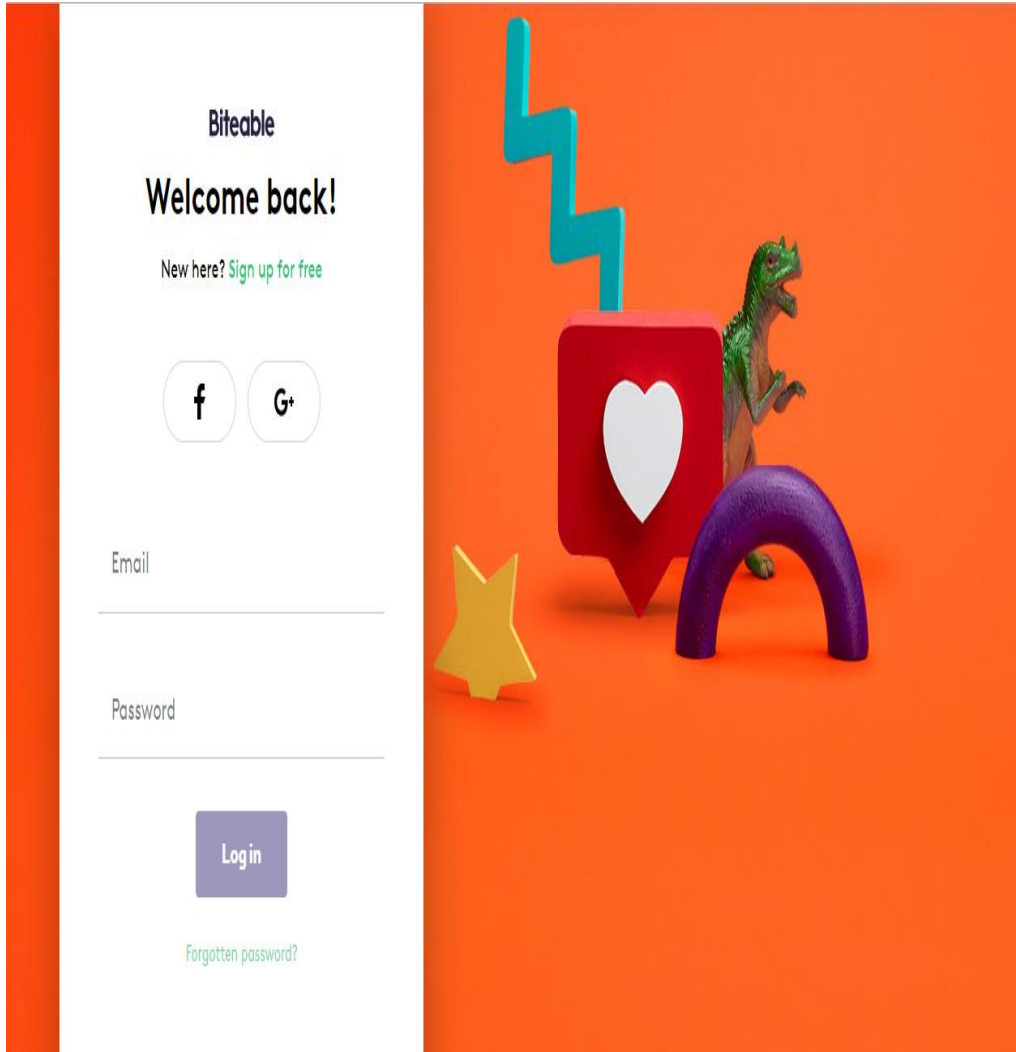 Biteable
Welcome back!
New here? Sign up for free
f G+
Email
Password
Log in
Forgotten password?